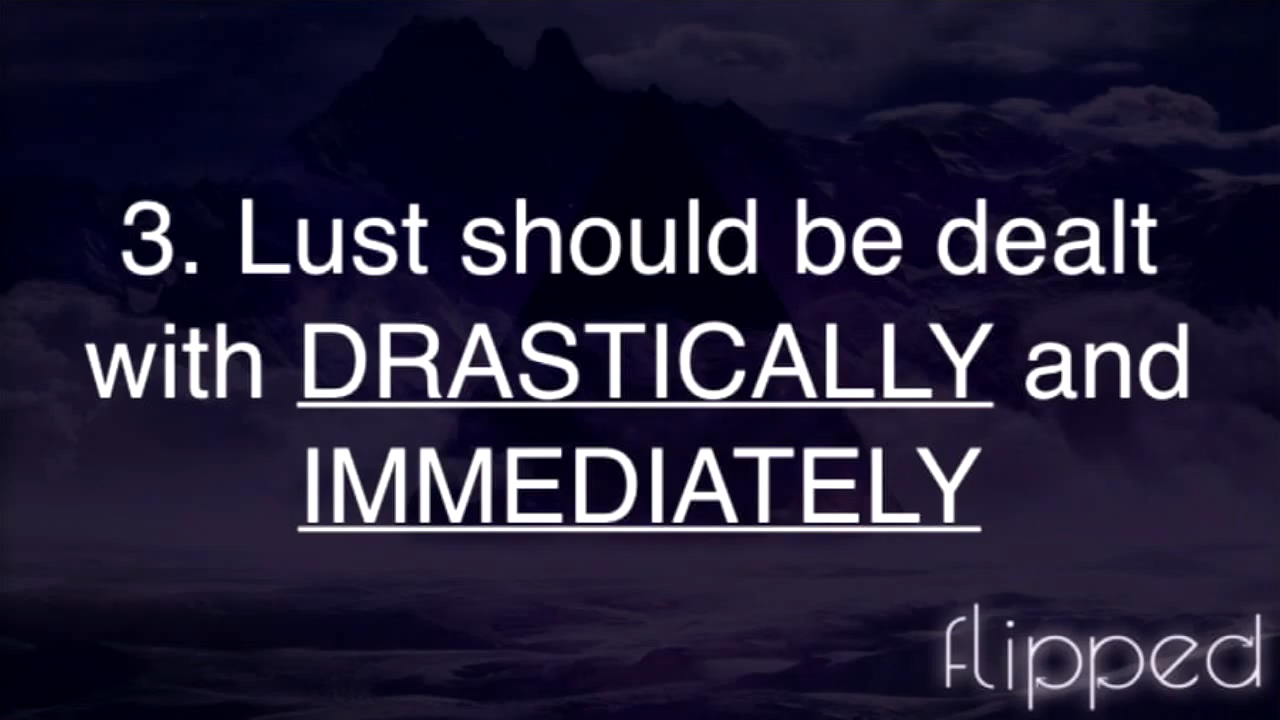 3. Lust should be dealt
with DRASTICALLY and
IMMEDIATELY
flipped